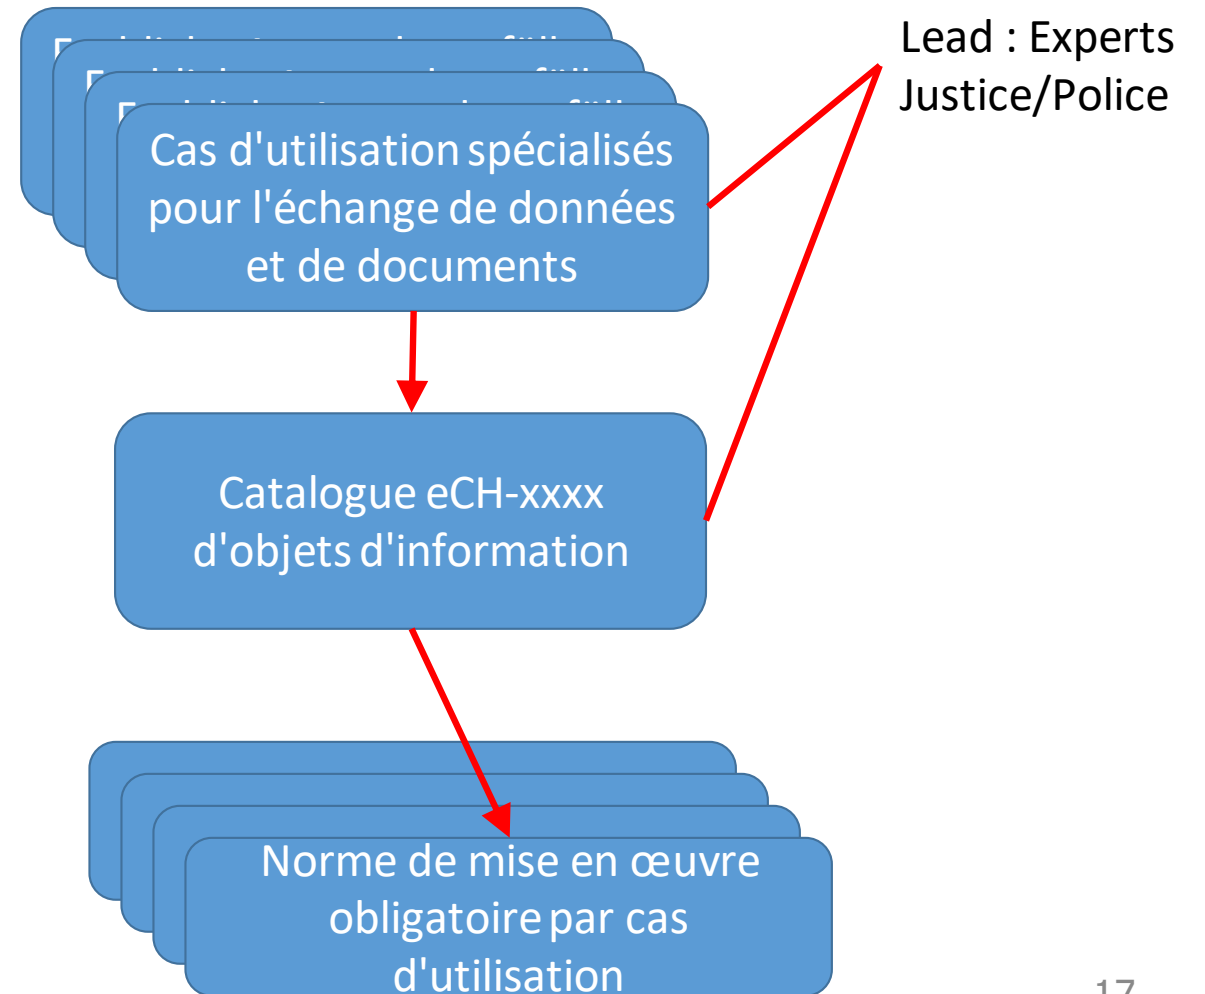 Lead : Experts
Justice/Police
Cas d'utilisation spécialisés
pour l'échange de données
et de documents
Catalogue eCH-xxxx
d'objets d'information
Norme de mise en œuvre
obligatoire par cas
d'utilisation
17